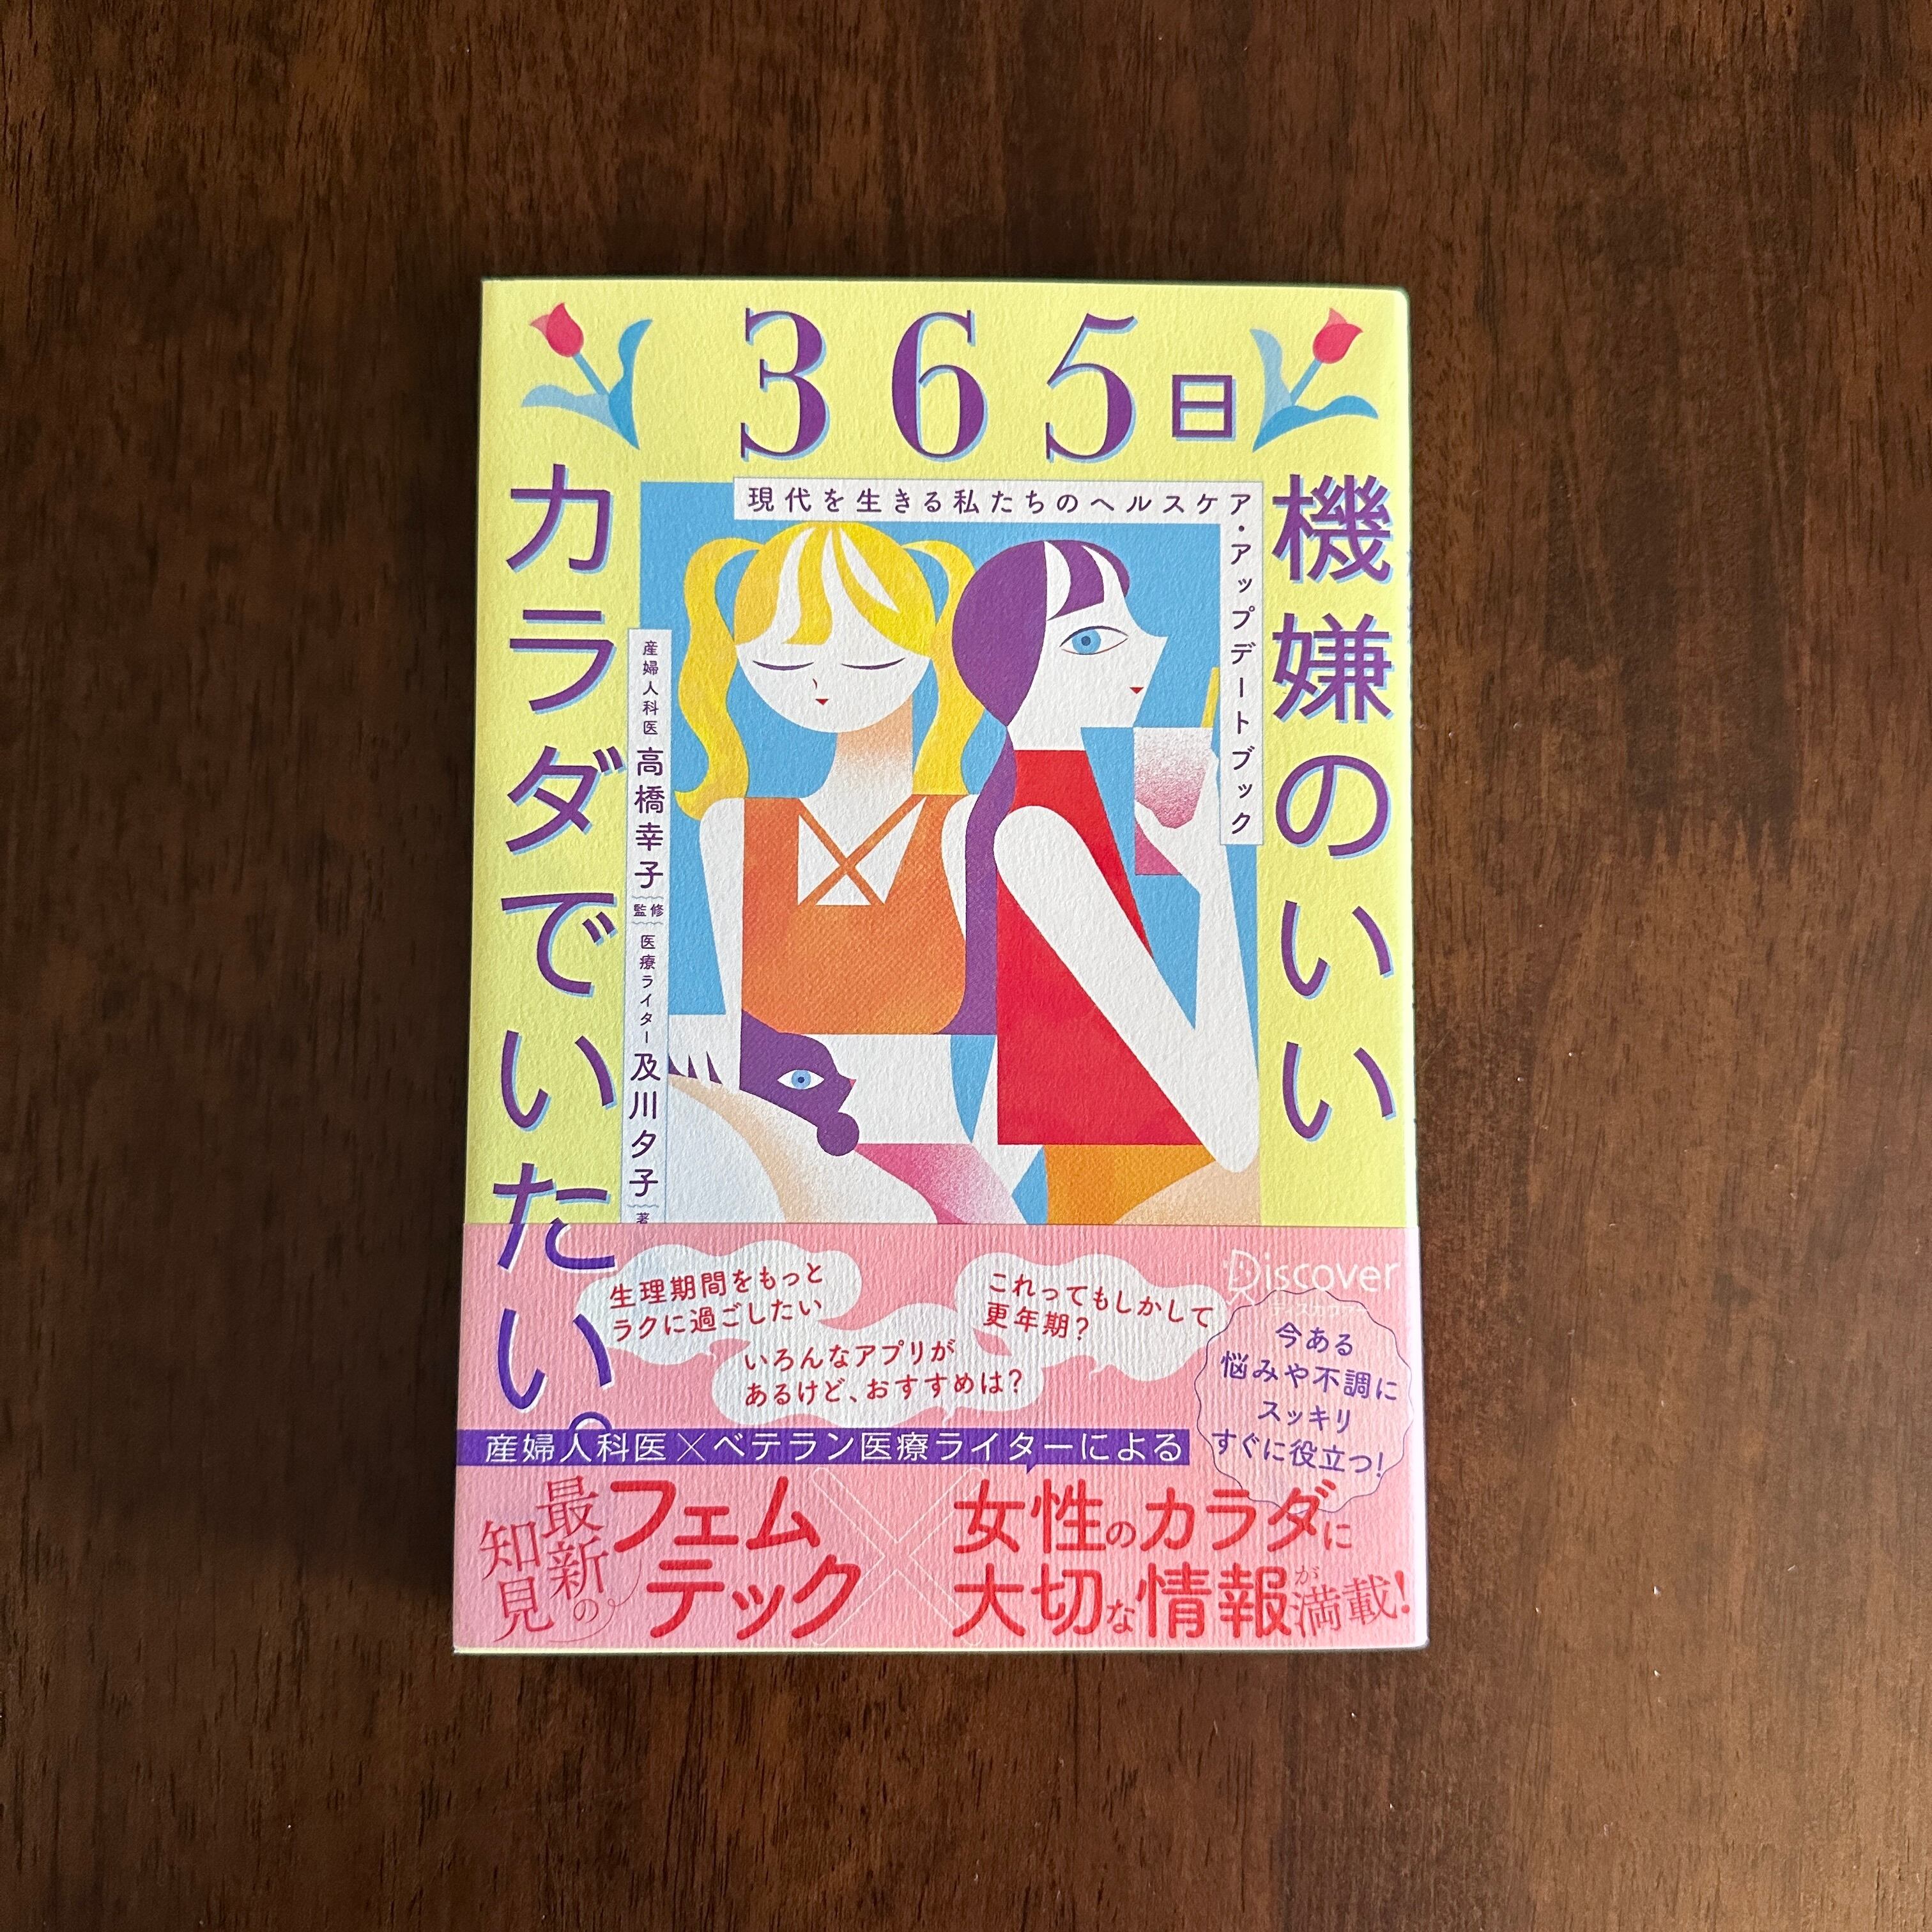 365日
機嫌のいい
カラダでいたい。
現代を生きる私たちのヘルスケア・アップデートブック
産婦人科医 高橋幸子 監修
医療ライター 及川夕子 著
生理期間をもっと
ラクに過ごしたい
これってもしかして
更年期?
いろんなアプリが
あるけど、おすすめは?
Discover
ディスカヴァー
今ある
悩みや不調に
スッキリ
すぐに役立つ!
産婦人科医×ベテラン医療ライターによる
最新の
知見
フェム
テック
×
女性のカラダに
大切な情報が満載!